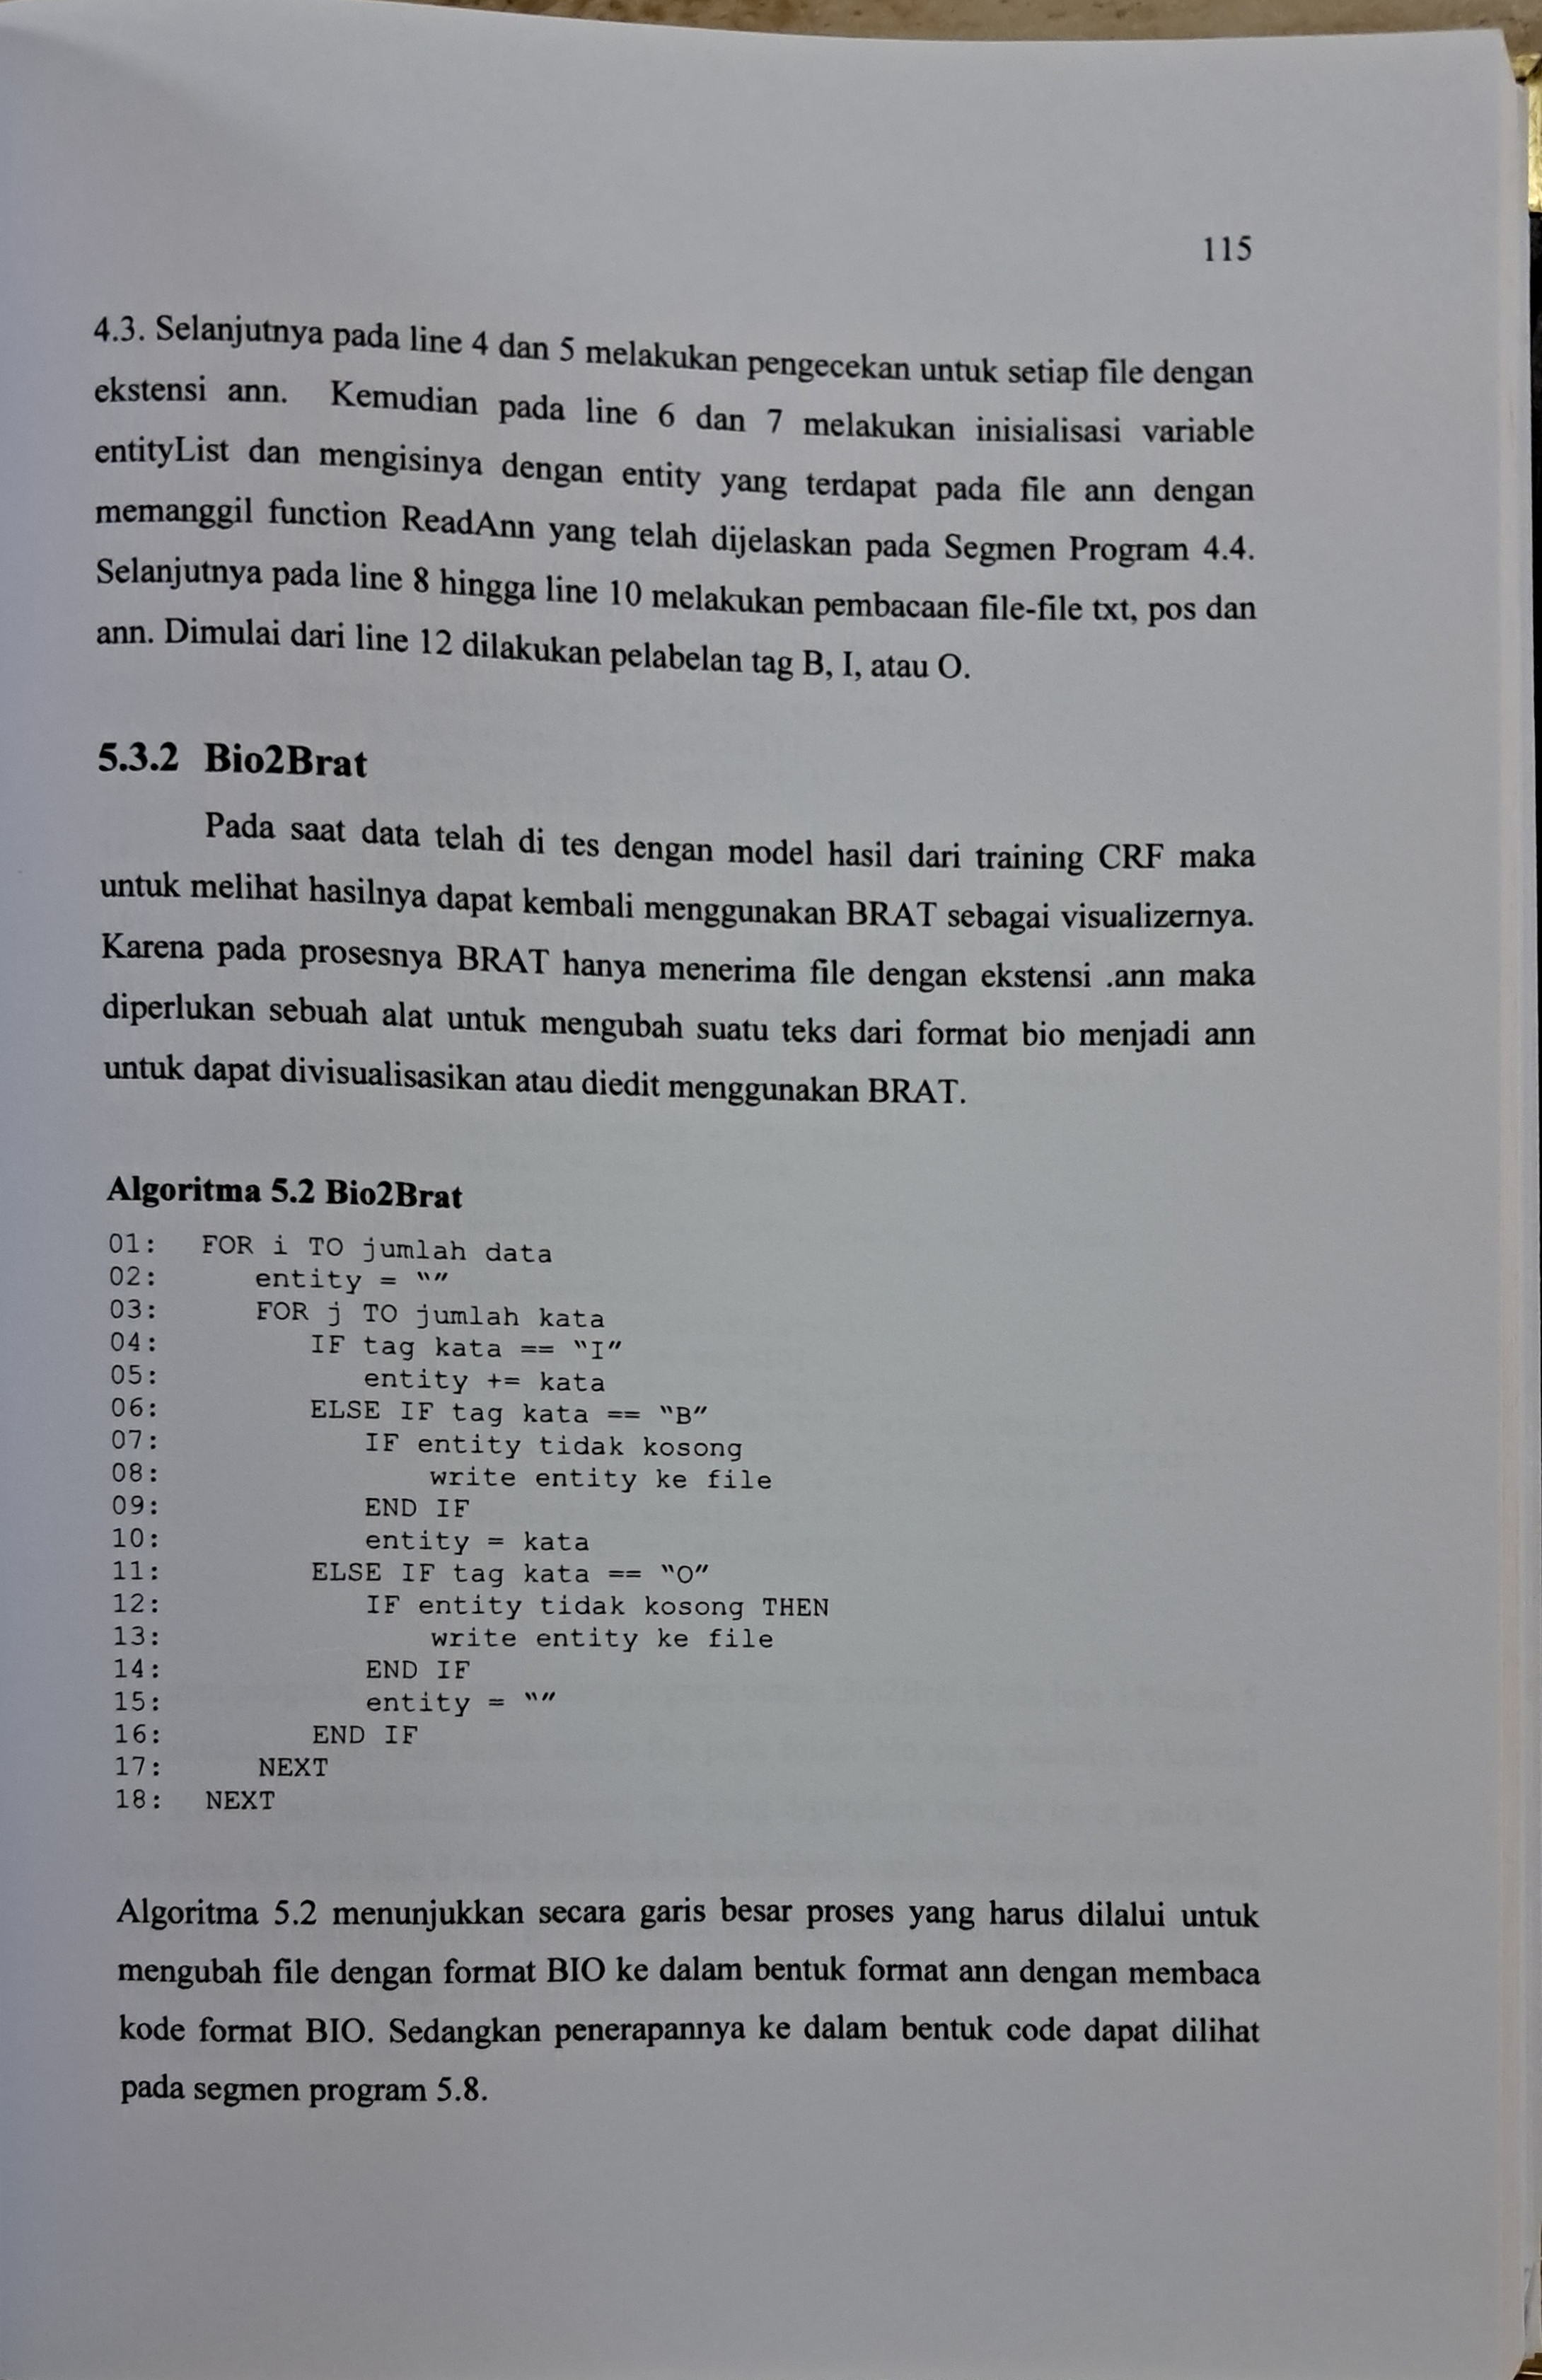 115
4.3. Selanjutnya pada line 4 dan 5 melakukan pengecekan untuk setiap file dengan
ekstensi ann. Kemudian pada line 6 dan 7 melakukan inisialisasi variable
entityList dan mengisinya dengan entity yang terdapat pada file ann dengan
memanggil function ReadAnn yang telah dijelaskan pada Segmen Program 4.4.
Selanjutnya pada line 8 hingga line 10 melakukan pembacaan file-file txt, pos dan
ann. Dimulai dari line 12 dilakukan pelabelan tag B, I, atau O.
5.3.2 Bio2Brat
Pada saat data telah di tes dengan model hasil dari training CRF maka
untuk melihat hasilnya dapat kembali menggunakan BRAT sebagai visualizernya.
Karena pada prosesnya BRAT hanya menerima file dengan ekstensi .ann maka
diperlukan sebuah alat untuk mengubah suatu teks dari format bio menjadi ann
untuk dapat divisualisasikan atau diedit menggunakan BRAT.
Algoritma 5.2 Bio2Brat
01: FOR i TO jumlah data
02: entity = “”
03: FOR j TO jumlah kata
04: IF tag kata == “I”
05: entity += kata
06: ELSE IF tag kata == “B”
07: IF entity tidak kosong
08: write entity ke file
09: END IF
10: entity = kata
11: ELSE IF tag kata == “O”
12: IF entity tidak kosong THEN
13: write entity ke file
14: END IF
15: entity = “”
16: END IF
17: NEXT
18: NEXT
Algoritma 5.2 menunjukkan secara garis besar proses yang harus dilalui untuk
mengubah file dengan format BIO ke dalam bentuk format ann dengan membaca
kode format BIO. Sedangkan penerapannya ke dalam bentuk code dapat dilihat
pada segmen program 5.8.